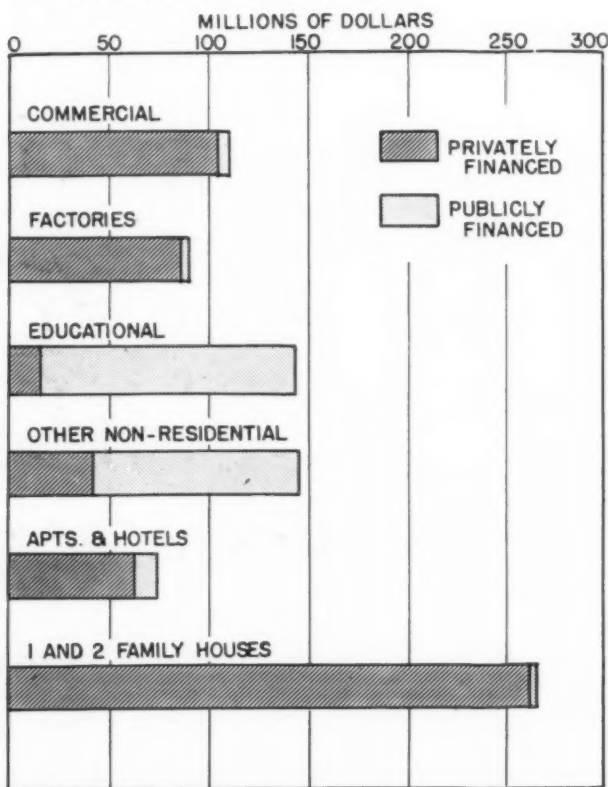 MILLIONS OF DOLLARS
0 50 100 150 200 250 300
COMMERCIAL
PRIVATELY
FINANCED
PUBLICLY
FINANCED
FACTORIES
EDUCATIONAL
OTHER NON-RESIDENTIAL
APTS. & HOTELS
1 AND 2 FAMILY HOUSES